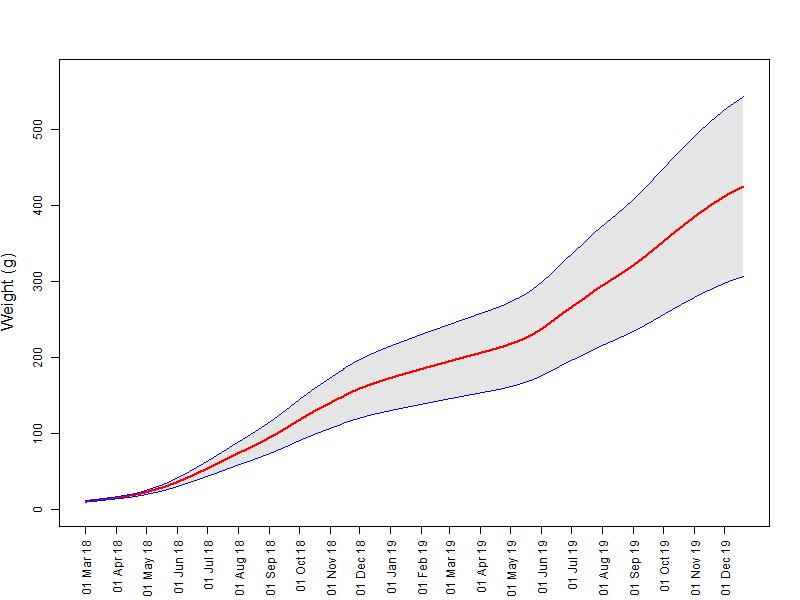 Weight (g)
500
400
300
200
100
0
01 Mar 18
01 Apr 18
01 May 18
01 Jun 18
01 Jul 18
01 Aug 18
01 Sep 18
01 Oct 18
01 Nov 18
01 Dec 18
01 Jan 19
01 Feb 19
01 Mar 19
01 Apr 19
01 May 19
01 Jun 19
01 Jul 19
01 Aug 19
01 Sep 19
01 Oct 19
01 Nov 19
01 Dec 19